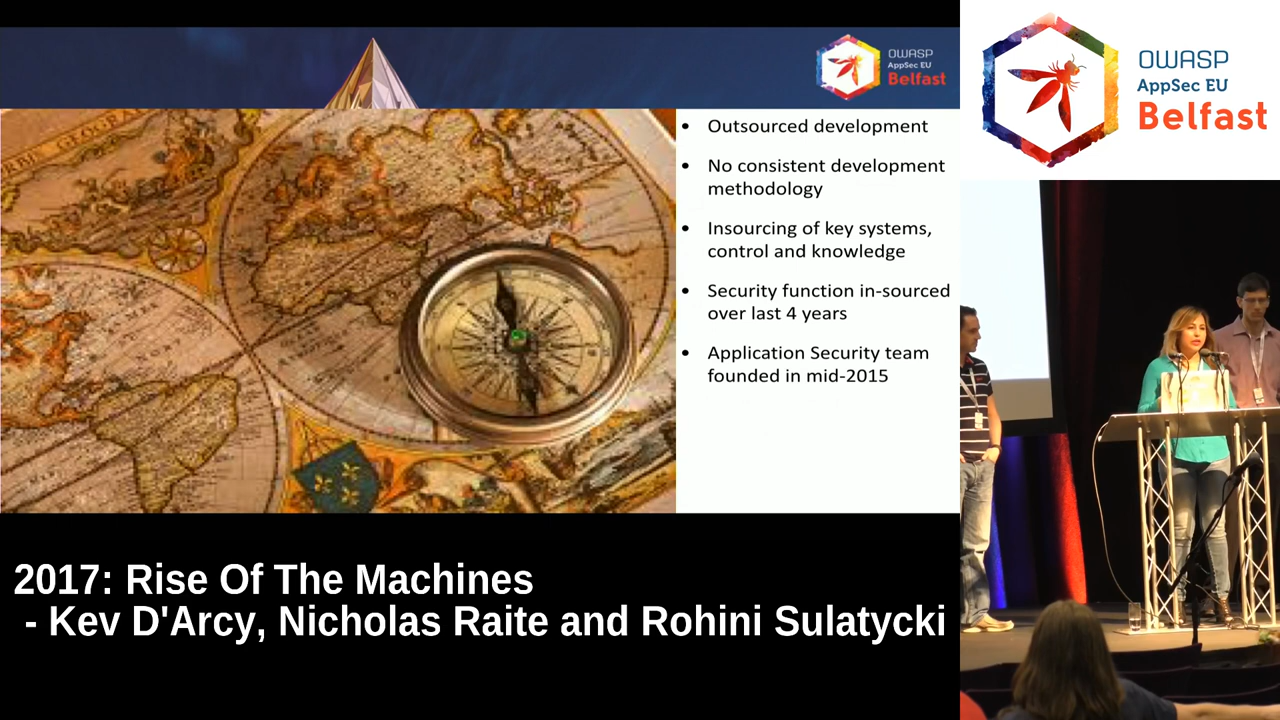 OWASP
AppSec EU
Belfast
• Outsourced development
• No consistent development
methodology
• Insourcing of key systems,
control and knowledge
• Security function in-sourced
over last 4 years
• Application Security team
founded in mid-2015
OWASP
AppSec EU
Belfast
2017: Rise Of The Machines
- Kev D'Arcy, Nicholas Raite and Rohini Sulatycki